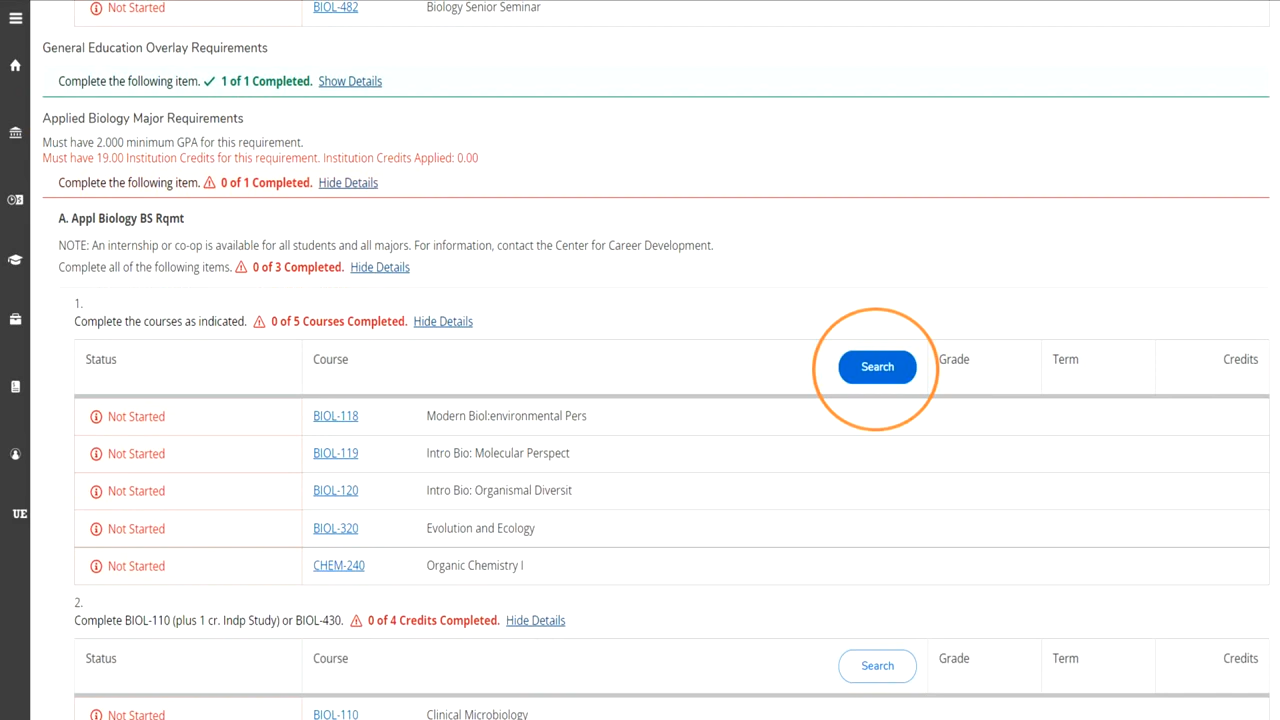 Not Started BIOL-482 Biology Senior Seminar
General Education Overlay Requirements
Complete the following item. 1 of 1 Completed. Show Details
Applied Biology Major Requirements
Must have 2.000 minimum GPA for this requirement.
Must have 19.00 Institution Credits for this requirement. Institution Credits Applied: 0.00
Complete the following item. 0 of 1 Completed. Hide Details
A. Appl Biology BS Rqmt
NOTE: An internship or co-op is available for all students and all majors. For information, contact the Center for Career Development.
Complete all of the following items. 0 of 3 Completed. Hide Details
1.
Complete the courses as indicated. 0 of 5 Courses Completed. Hide Details
Status Course Search Grade Term Credits
Not Started BIOL-118 Modern Biol:environmental Pers
Not Started BIOL-119 Intro Bio: Molecular Perspect
Not Started BIOL-120 Intro Bio: Organismal Diversit
Not Started BIOL-320 Evolution and Ecology
UE
Not Started CHEM-240 Organic Chemistry I
2.
Complete BIOL-110 (plus 1 cr. Indp Study) or BIOL-430. 0 of 4 Credits Completed. Hide Details
Status Course Search Grade Term Credits
Not Started BIOL-110 Clinical Microbiology